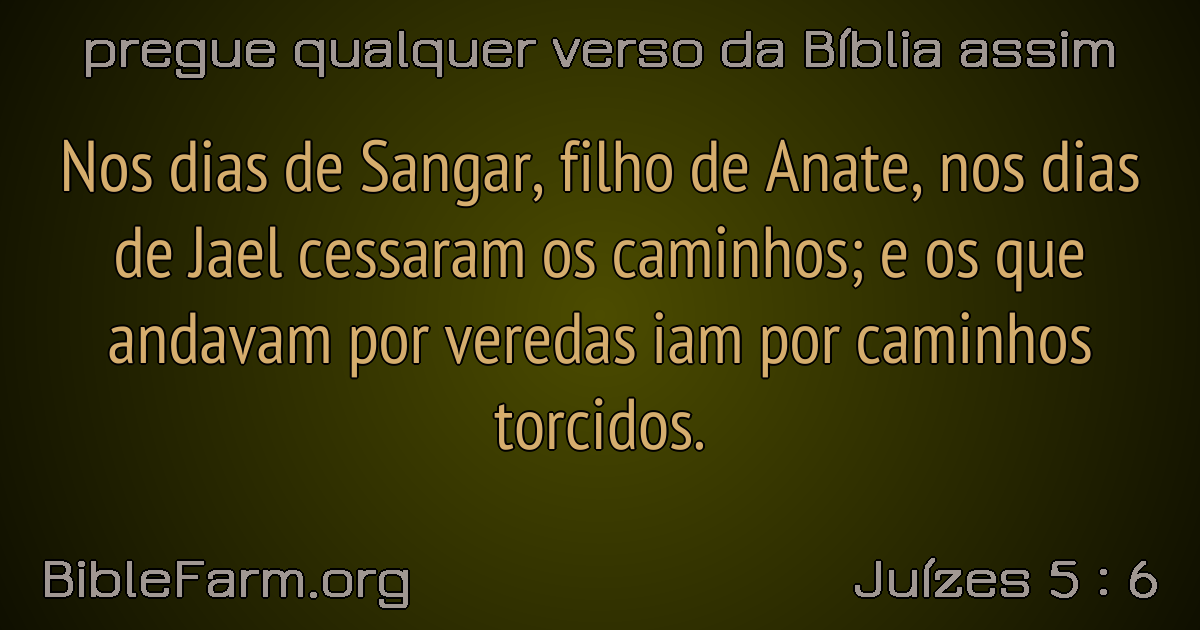 pregue qualquer verso da Bíblia assim
Nos dias de Sangar, filho de Anate, nos dias
de Jael cessaram os caminhos; e os que
andavam por veredas iam por caminhos
torcidos.
BibleFarm.org
Juízes 5 : 6